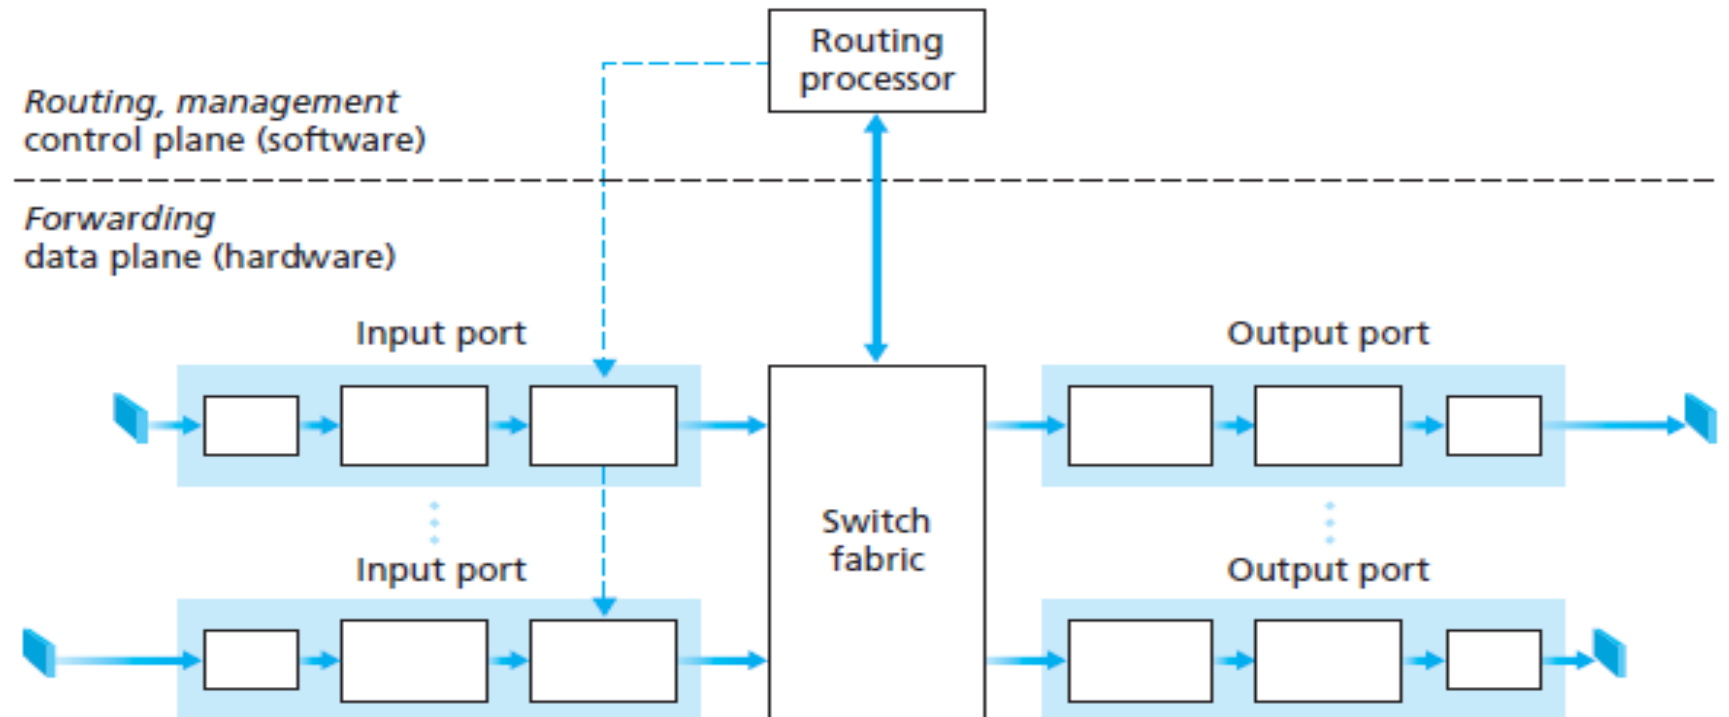 Routing
processor
Routing, management
control plane (software)
Forwarding
data plane (hardware)
Input port
Output port
Switch
fabric
Input port
Output port